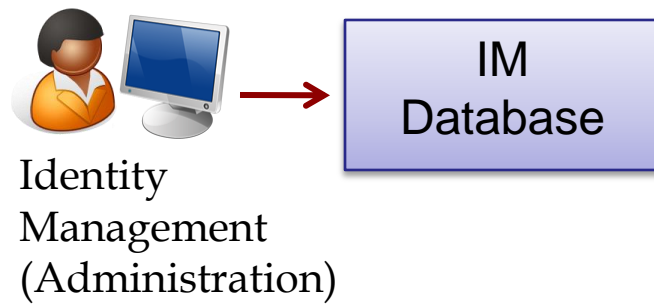 IM
Database
Identity
Management
(Administration)